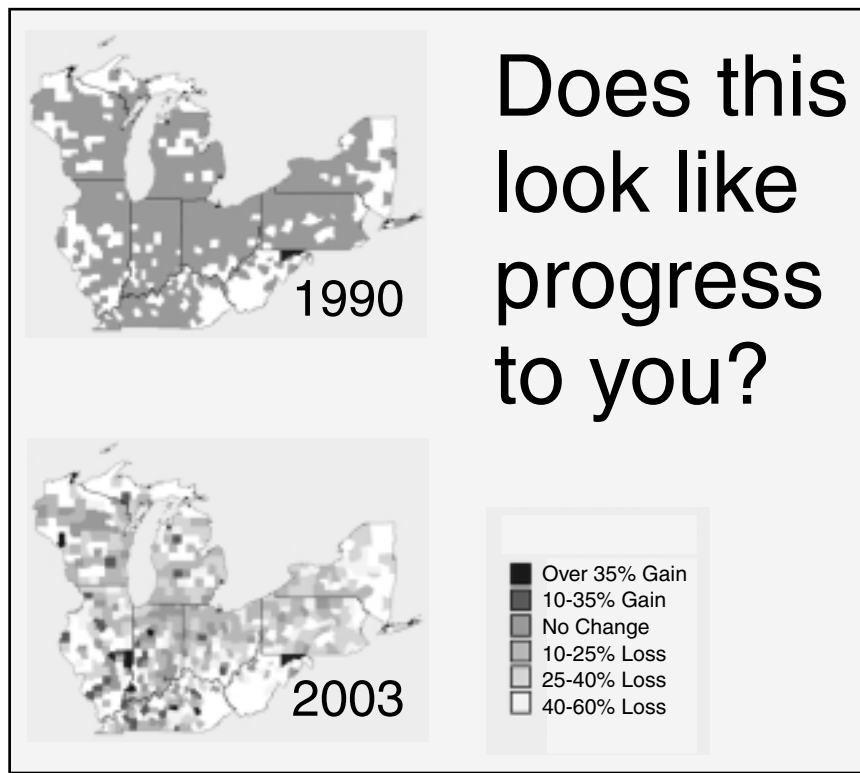 Does this
look like
progress
to you?
1990
2003
Over 35% Gain
10-35% Gain
No Change
10-25% Loss
25-40% Loss
40-60% Loss